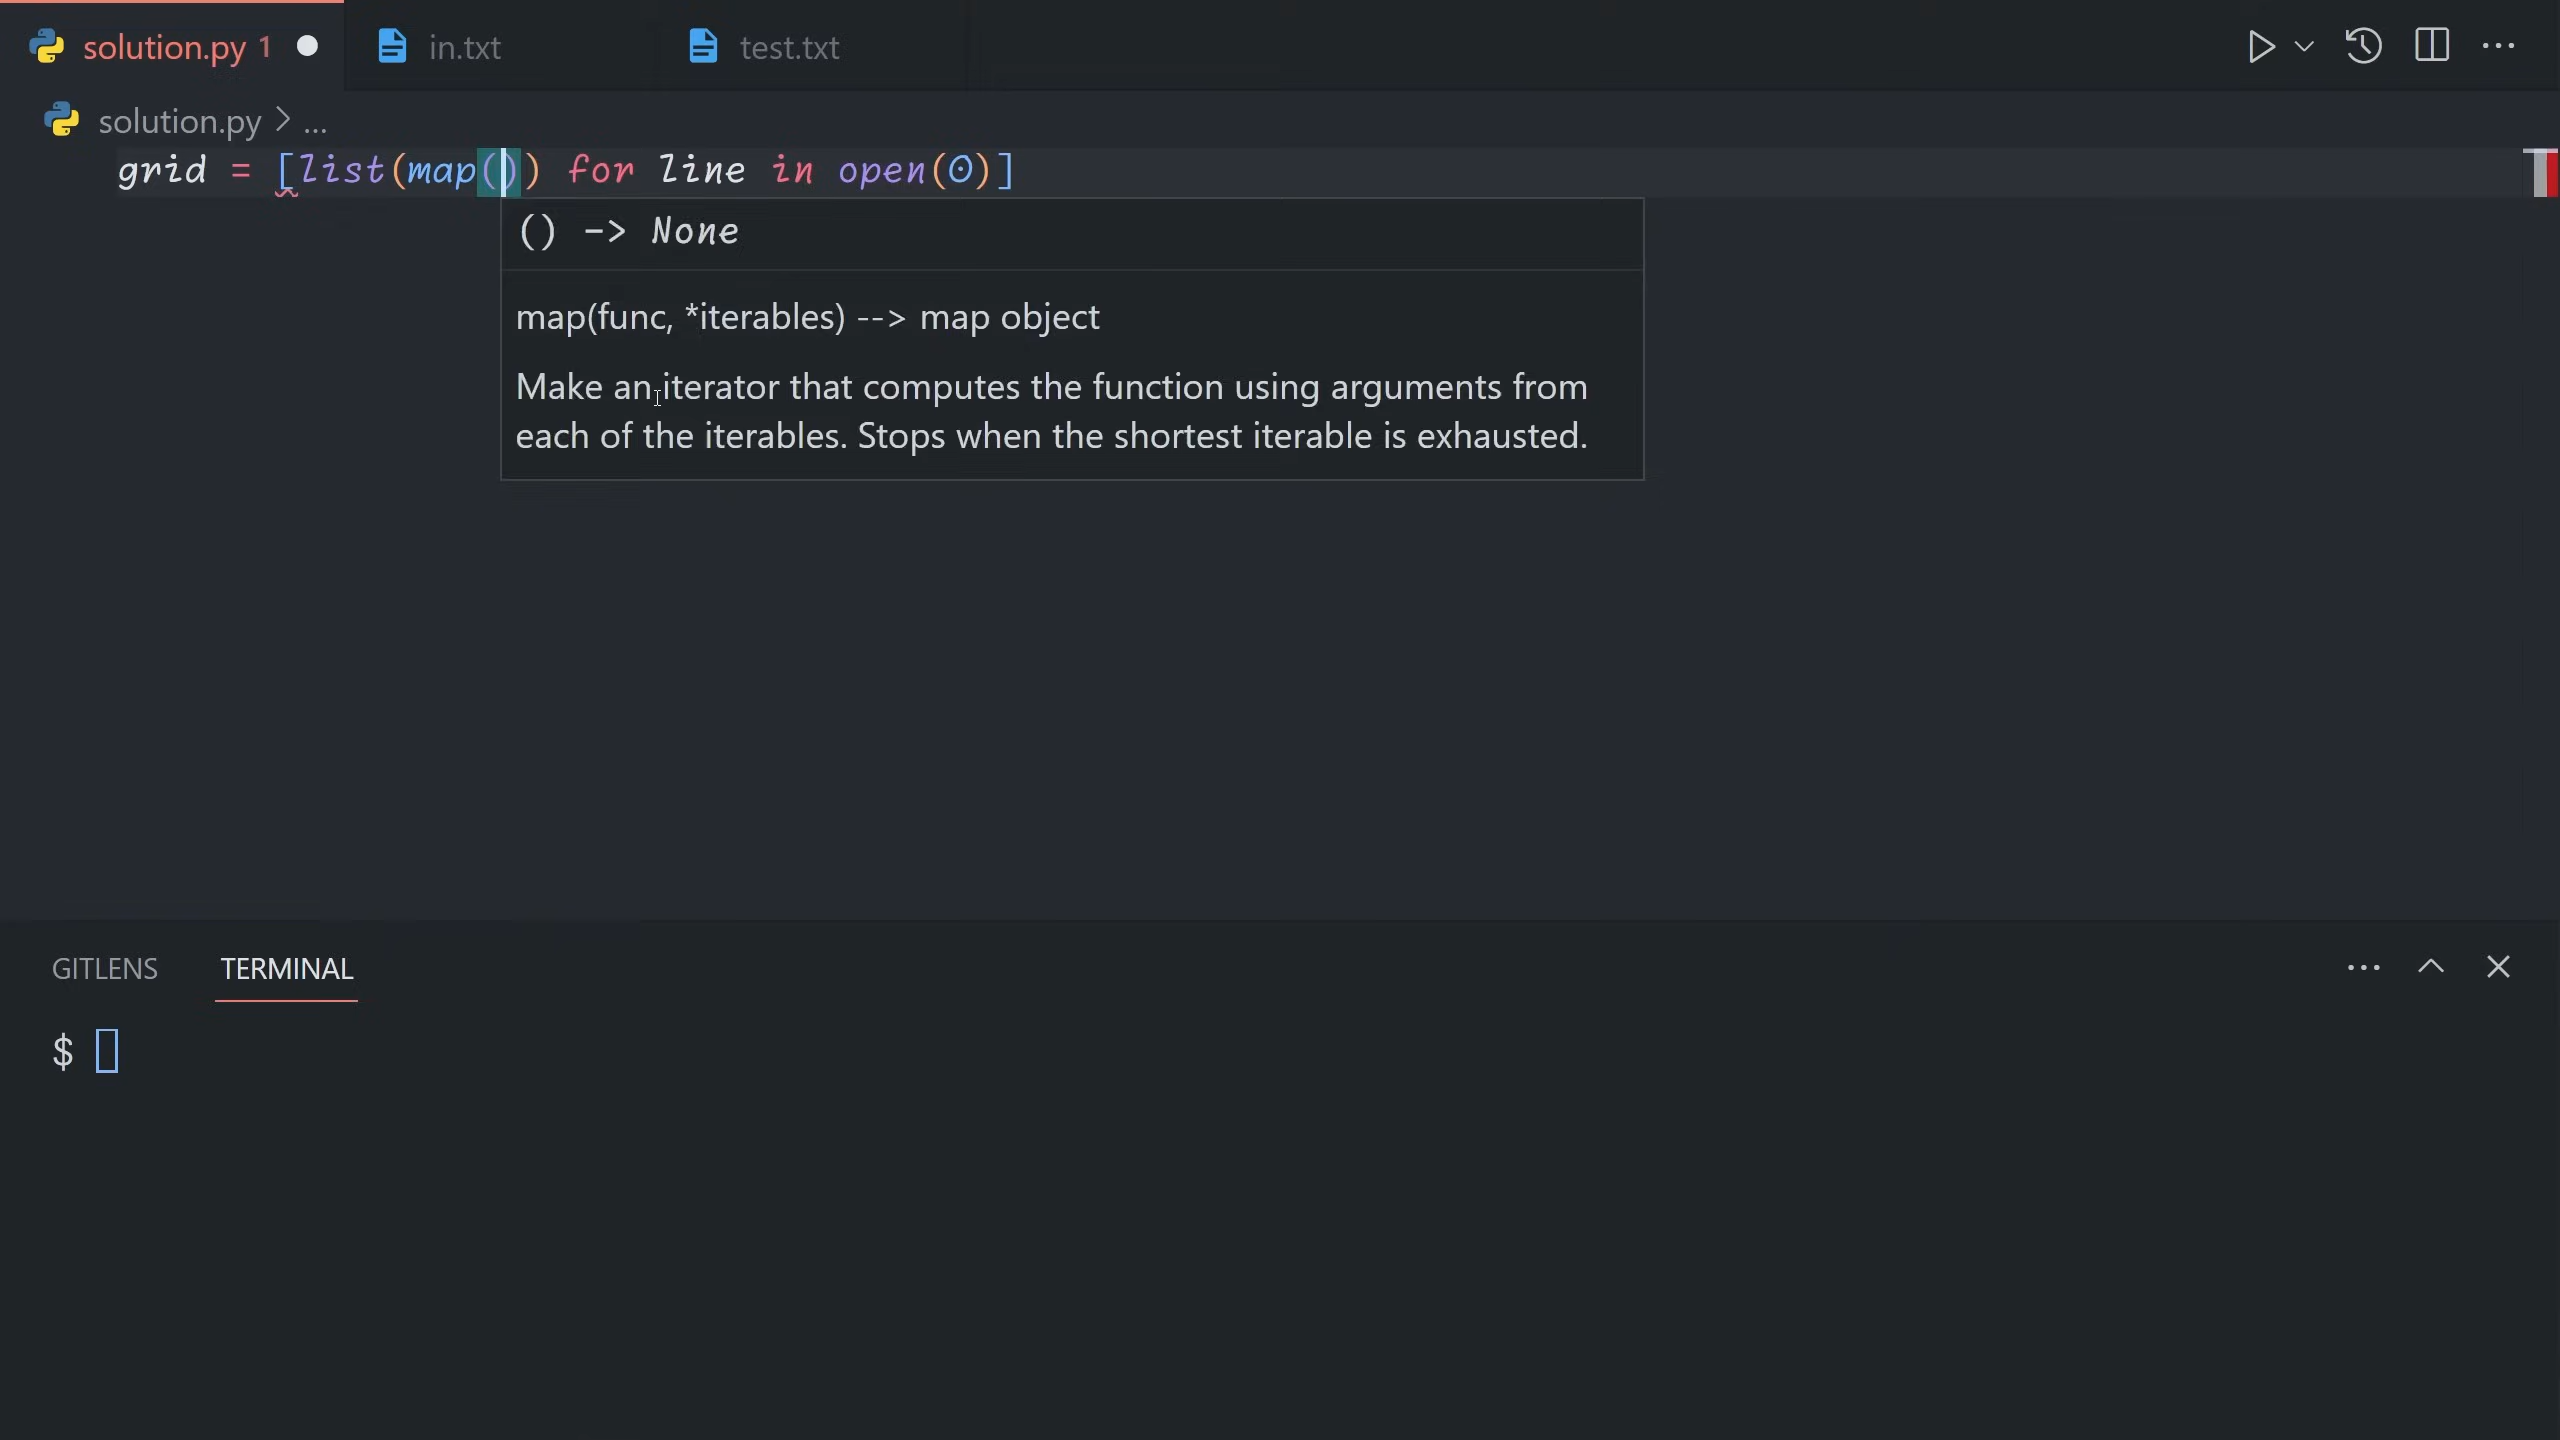 solution.py 1
in.txt
test.txt
solution.py > ...
grid = [list(map()) for line in open(0)]
() -> None
map(func, *iterables) --> map object
Make an iterator that computes the function using arguments from
each of the iterables. Stops when the shortest iterable is exhausted.
GITLENS
TERMINAL
$